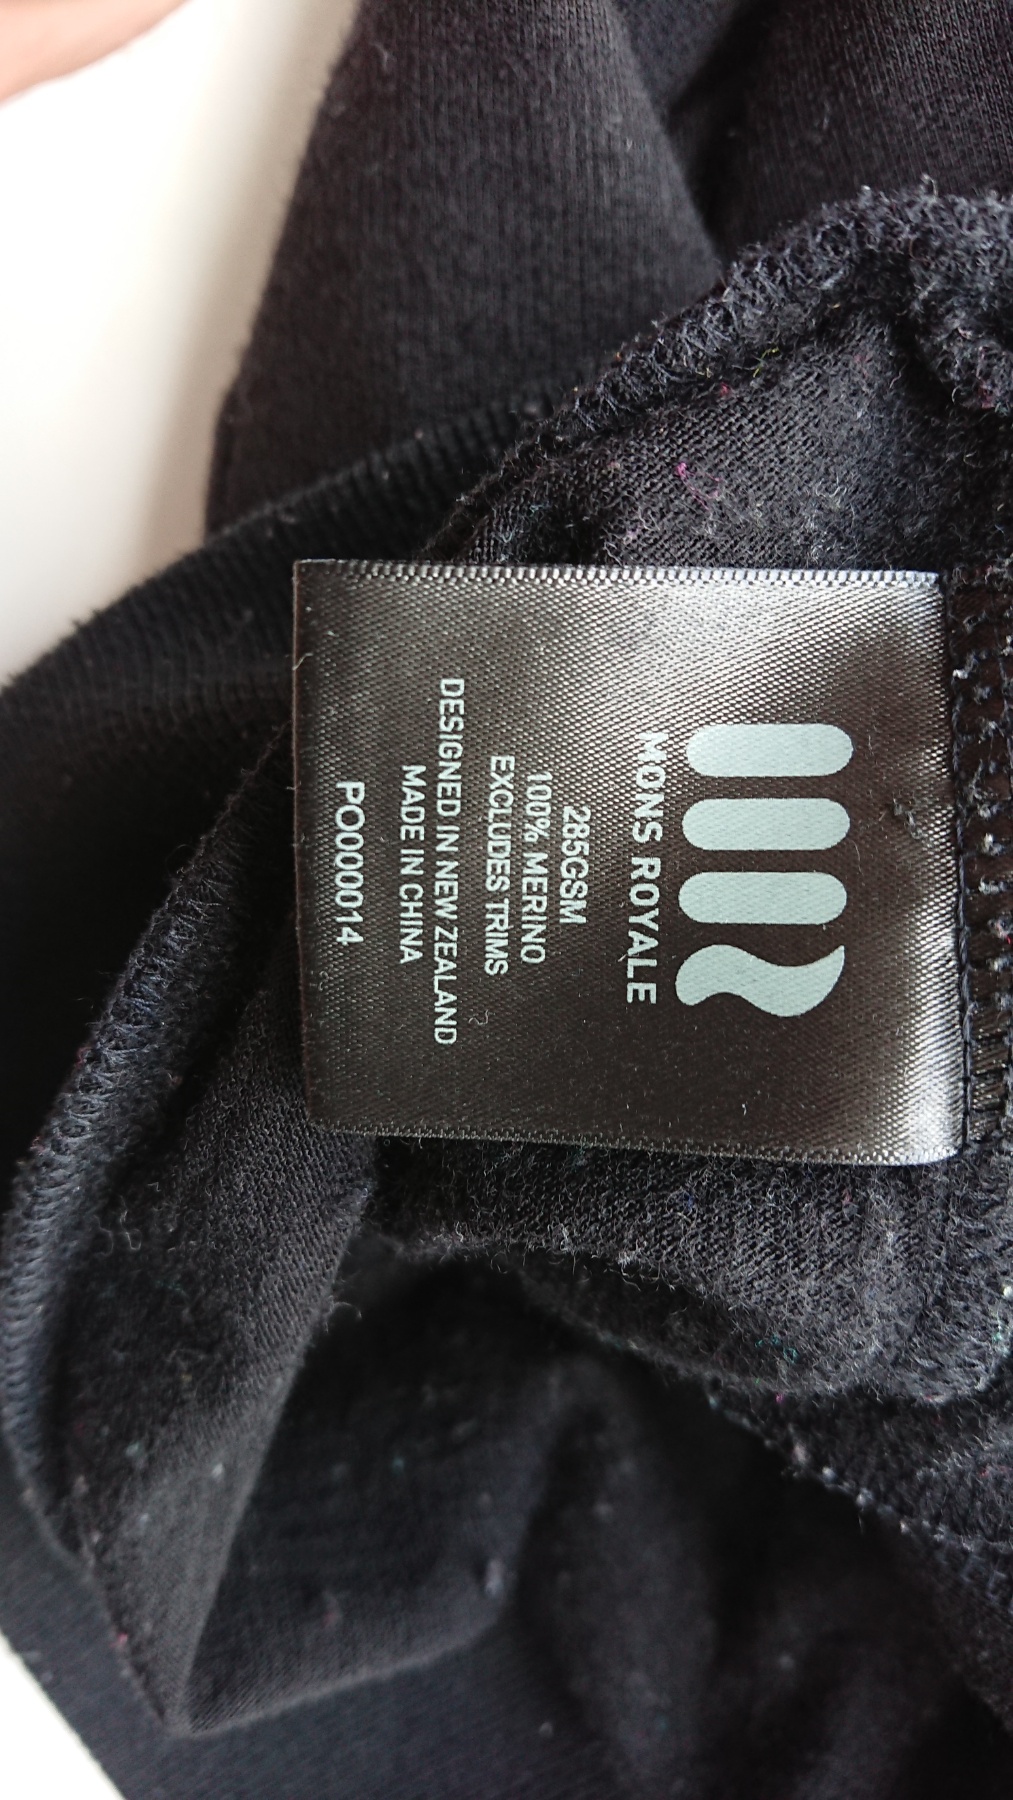 MONS ROYALE
285GSM
100% MERINO
EXCLUDES TRIMS
DESIGNED IN NEW ZEALAND
MADE IN CHINA
PO000014